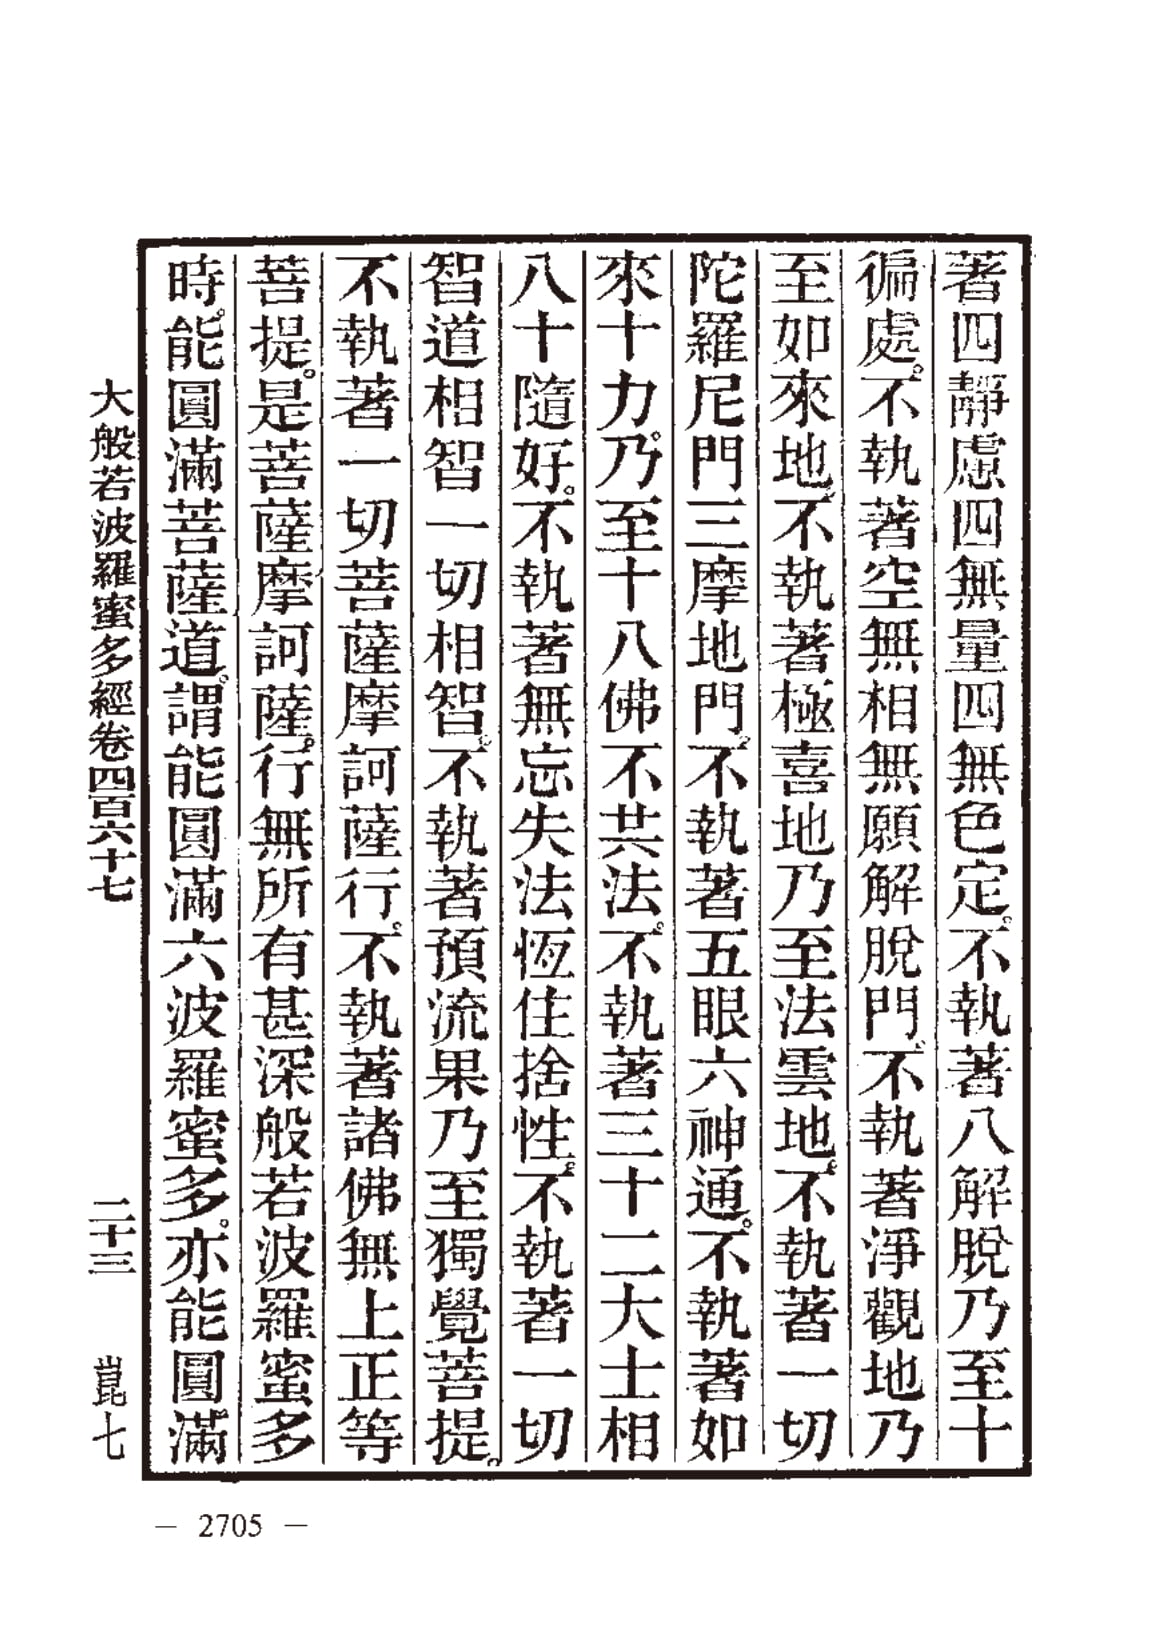 著四靜慮四無量四無色定。不執著八解脫乃至十
徧處。不執著空無相無願解脫門。不執著淨觀地乃
至如來地。不執著極喜地乃至法雲地。不執著一切
陀羅尼門三摩地門。不執著五眼六神通。不執著如
來十力。乃至十八佛不共法。不執著三十二大士相
八十隨好。不執著無忘失法恆住捨性。不執著一切
智道相智一切相智。不執著預流果乃至獨覺菩提。
不執著一切菩薩摩訶薩行。不執著諸佛無上正等
菩提。是菩薩摩訶薩。行無所有甚深般若波羅蜜多
時。能圓滿菩薩道。謂能圓滿六波羅蜜多。亦能圓滿
大般若波羅蜜多經卷四百六十七 二十三 崑七
— 2705 —